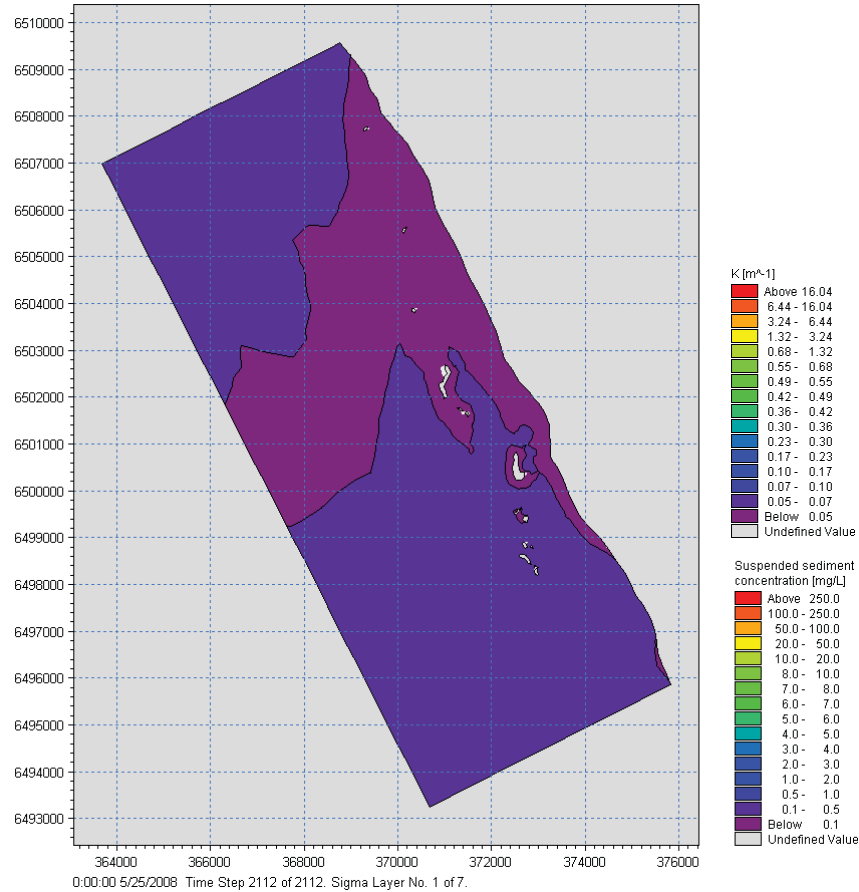 6510000
6509000
6508000
6507000
6506000
6505000
6504000
6503000
6502000
6501000
6500000
6499000
6498000
6497000
6496000
6495000
6494000
6493000
364000 366000 368000 370000 372000 374000 376000
0:00:00 5/25/2008 Time Step 2112 of 2112. Sigma Layer No. 1 of 7.
K [m^-1]
Above 16.04
6.44 - 16.04
3.24 - 6.44
1.32 - 3.24
0.68 - 1.32
0.55 - 0.68
0.49 - 0.55
0.42 - 0.49
0.36 - 0.42
0.30 - 0.36
0.23 - 0.30
0.17 - 0.23
0.10 - 0.17
0.07 - 0.10
0.05 - 0.07
Below 0.05
Undefined Value
Suspended sediment
concentration [mg/L]
Above 250.0
100.0 - 250.0
50.0 - 100.0
20.0 - 50.0
10.0 - 20.0
8.0 - 10.0
7.0 - 8.0
6.0 - 7.0
5.0 - 6.0
4.0 - 5.0
3.0 - 4.0
2.0 - 3.0
1.0 - 2.0
0.5 - 1.0
0.1 - 0.5
Below 0.1
Undefined Value